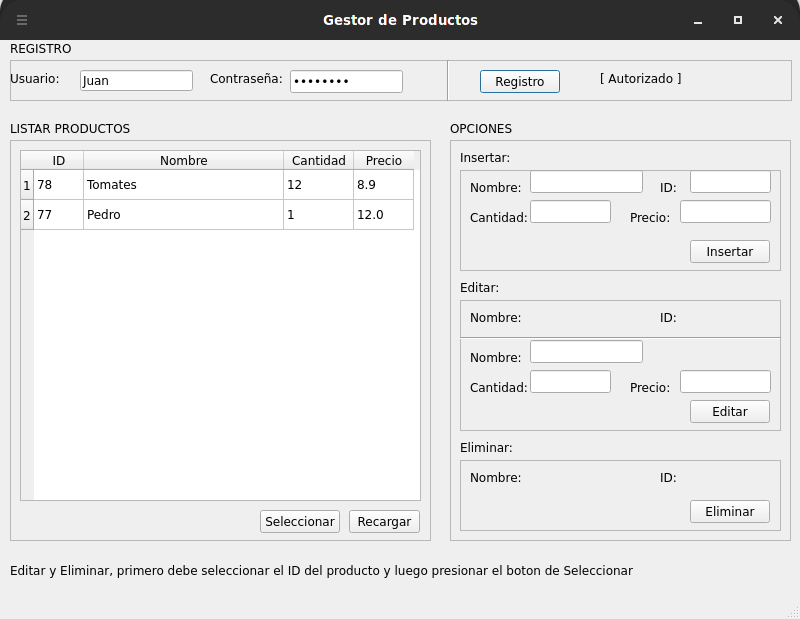 Gestor de Productos
REGISTRO
Usuario: Juan Contraseña: •••••••• Registro [ Autorizado ]
LISTAR PRODUCTOS
ID Nombre Cantidad Precio
1 78 Tomates 12 8.9
2 77 Pedro 1 12.0
Seleccionar Recargar
OPCIONES
Insertar:
Nombre: ID:
Cantidad: Precio:
Insertar
Editar:
Nombre: ID:
Nombre:
Cantidad: Precio:
Editar
Eliminar:
Nombre: ID:
Eliminar
Editar y Eliminar, primero debe seleccionar el ID del producto y luego presionar el boton de Seleccionar